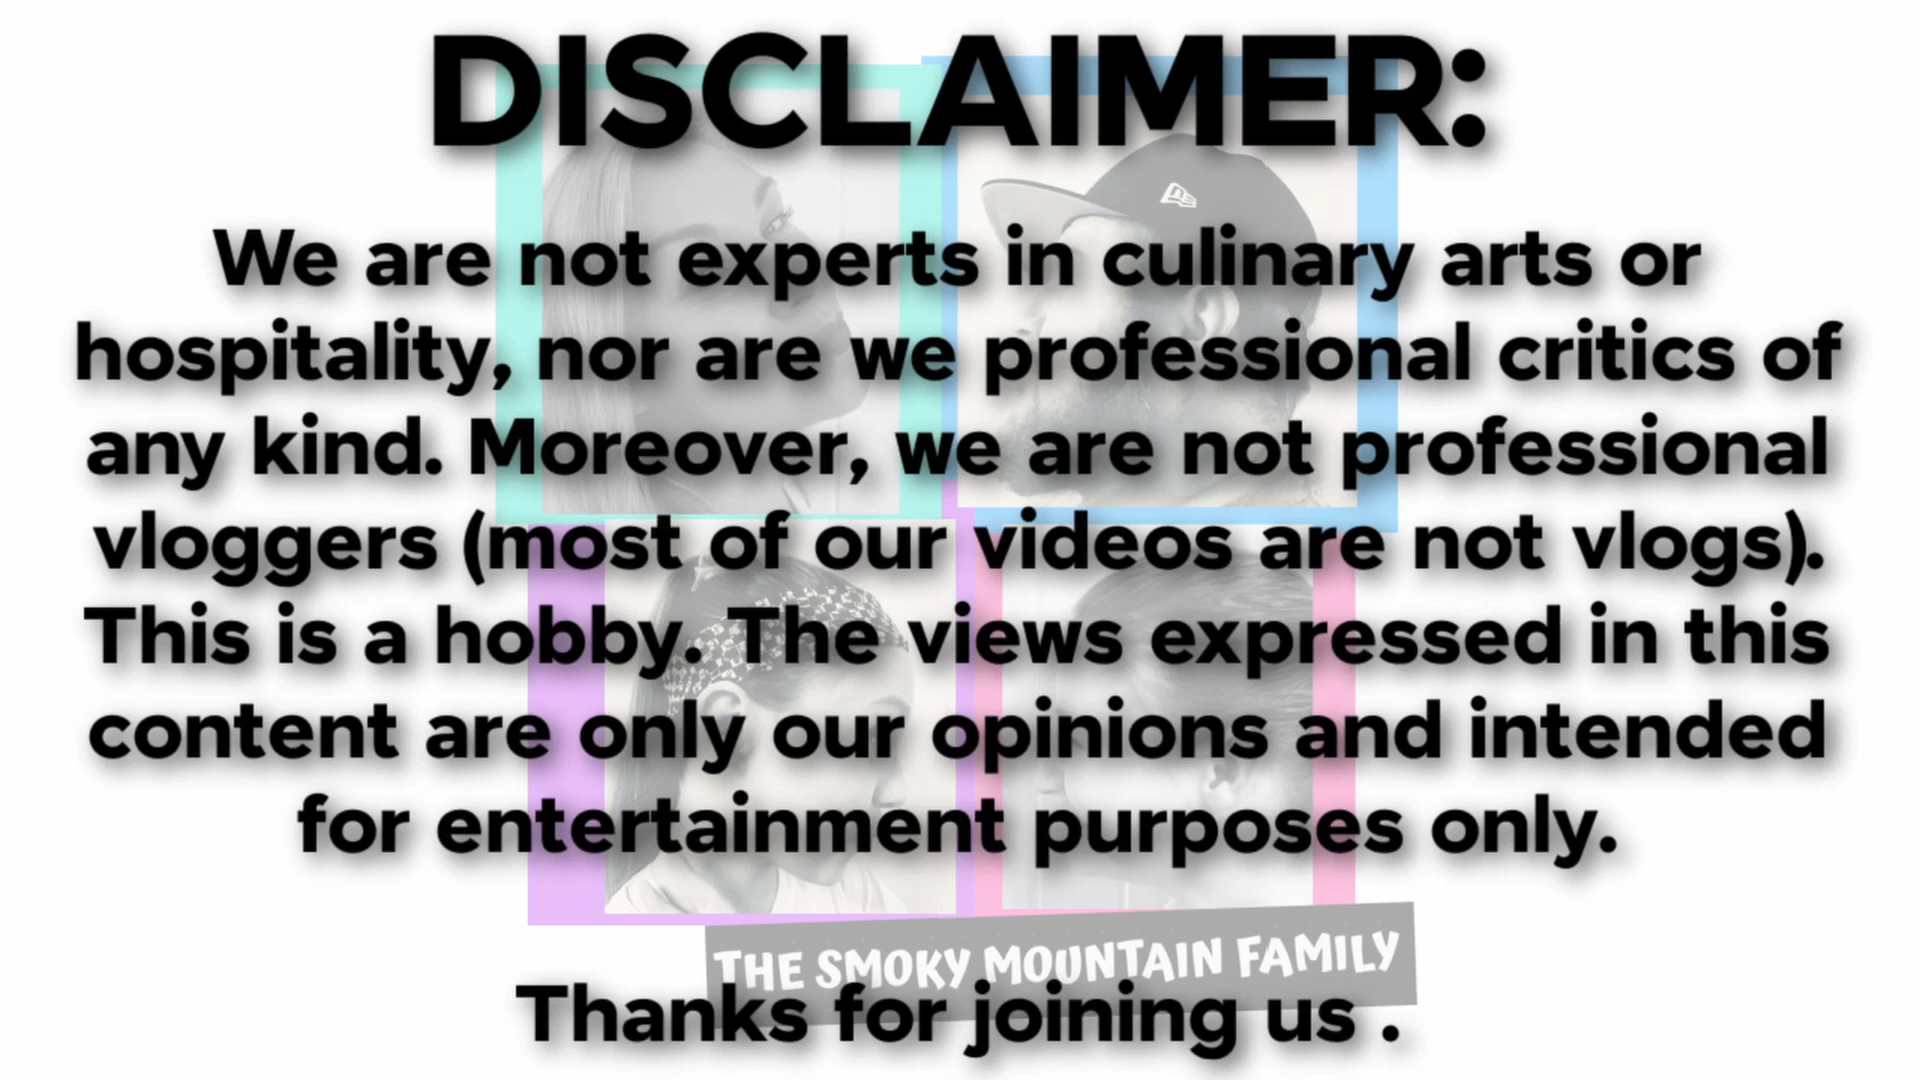 DISCLAIMER:
We are not experts in culinary arts or
hospitality, nor are we professional critics of
any kind. Moreover, we are not professional
vloggers (most of our videos are not vlogs).
This is a hobby. The views expressed in this
content are only our opinions and intended
for entertainment purposes only.
THE SMOKY MOUNTAIN FAMILY
Thanks for joining us .